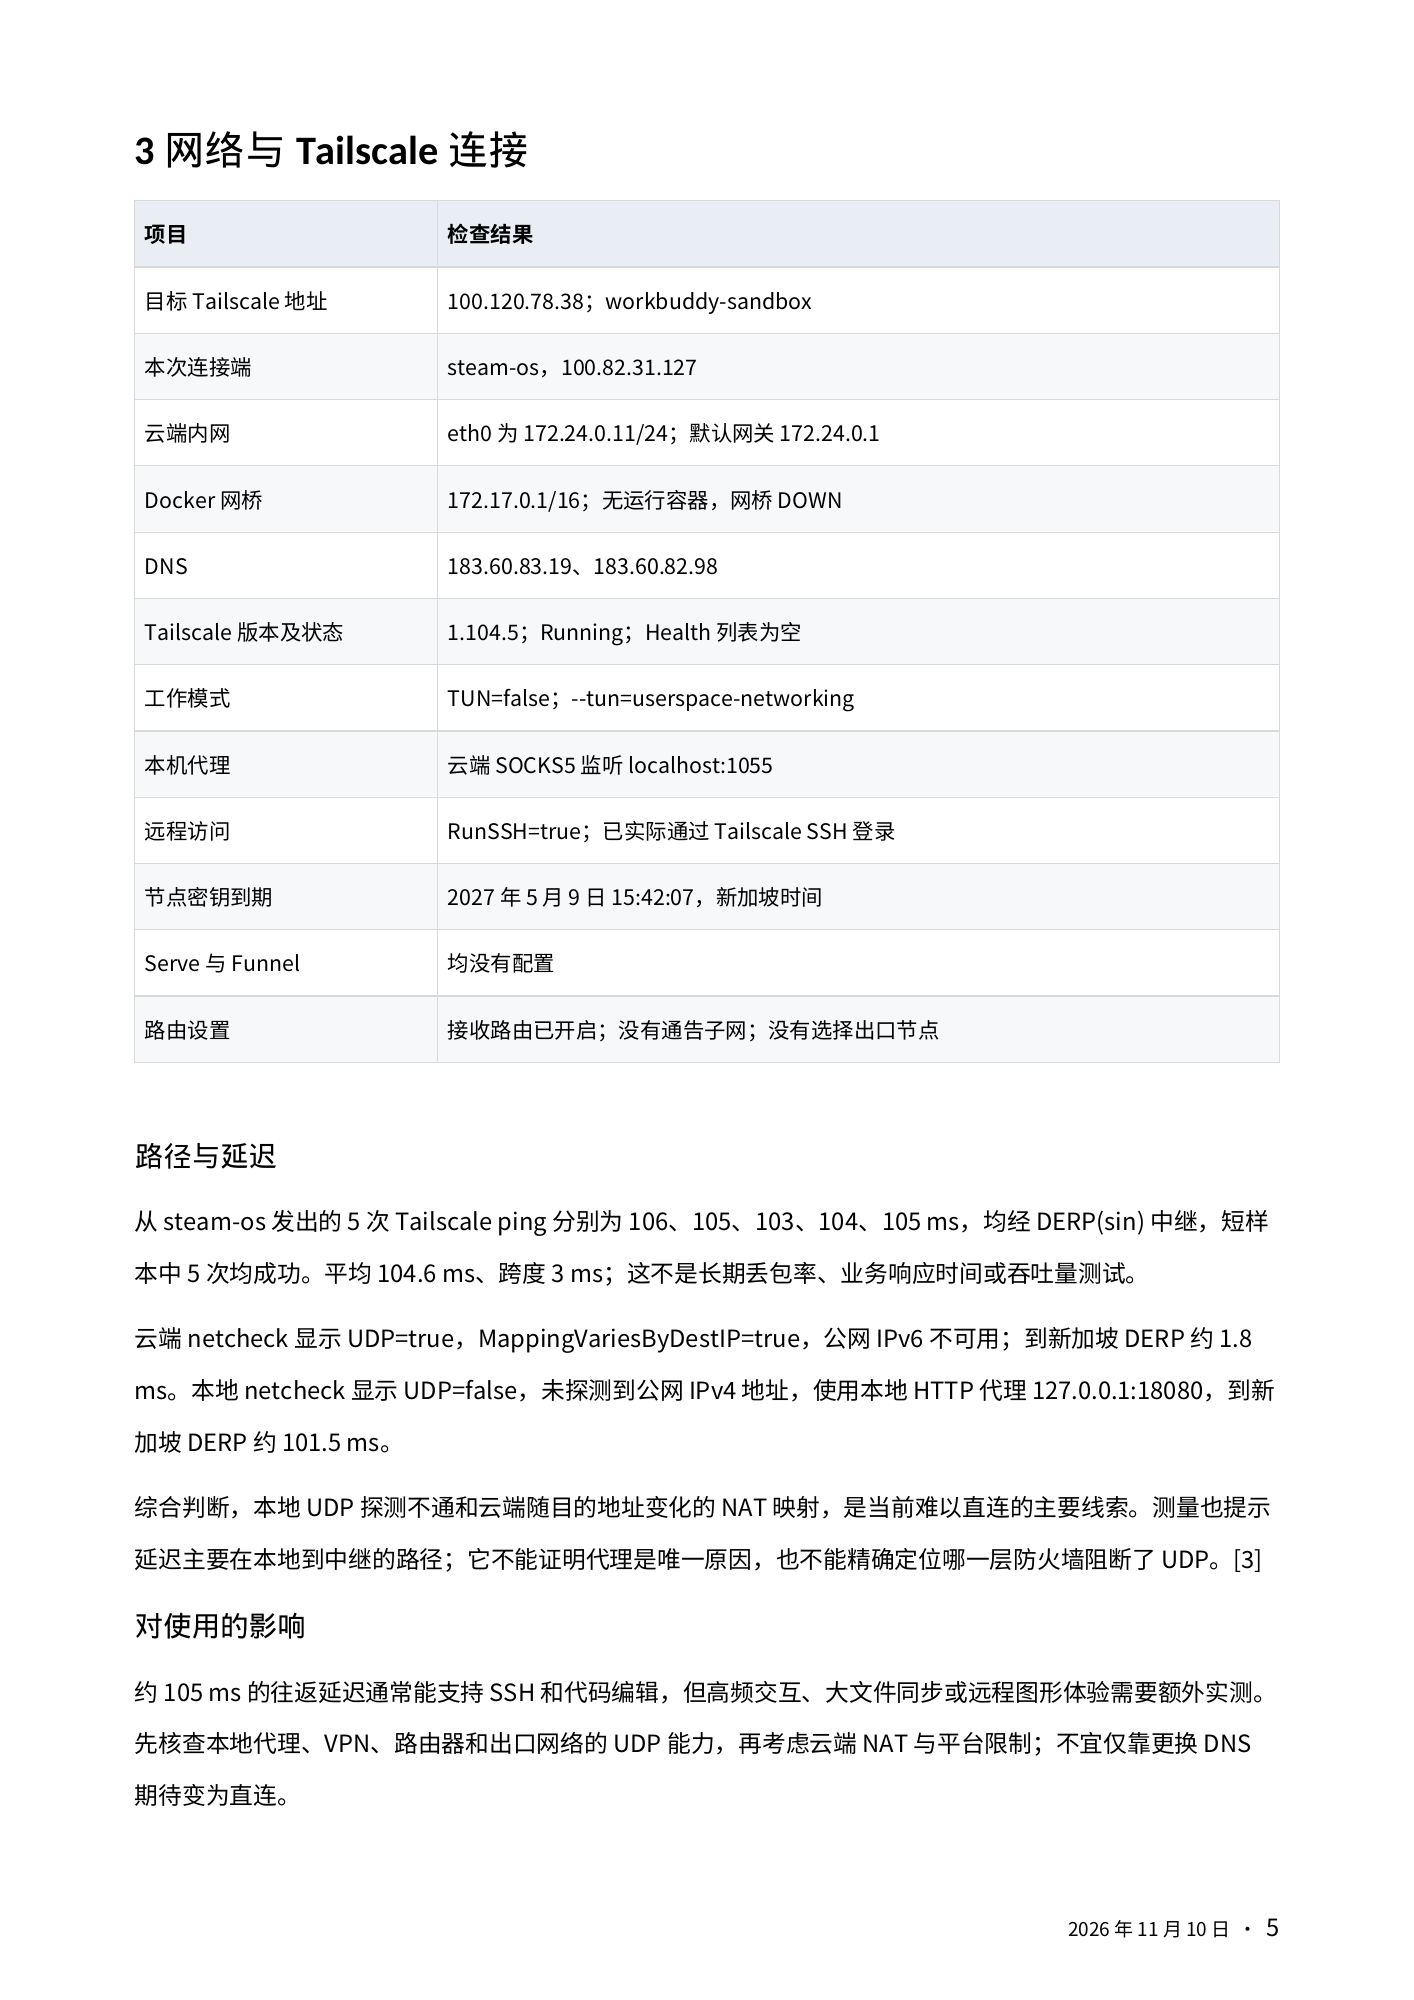 3 网络与 Tailscale 连接
项目 检查结果
目标 Tailscale 地址 100.120.78.38；workbuddy-sandbox
本次连接端 steam-os，100.82.31.127
云端内网 eth0 为 172.24.0.11/24；默认网关 172.24.0.1
Docker 网桥 172.17.0.1/16；无运行容器，网桥 DOWN
DNS 183.60.83.19、183.60.82.98
Tailscale 版本及状态 1.104.5；Running；Health 列表为空
工作模式 TUN=false；--tun=userspace-networking
本机代理 云端 SOCKS5 监听 localhost:1055
远程访问 RunSSH=true；已实际通过 Tailscale SSH 登录
节点密钥到期 2027 年 5 月 9 日 15:42:07，新加坡时间
Serve 与 Funnel 均没有配置
路由设置 接收路由已开启；没有通告子网；没有选择出口节点
路径与延迟
从 steam-os 发出的 5 次 Tailscale ping 分别为 106、105、103、104、105 ms，均经 DERP(sin) 中继，短样
本中 5 次均成功。平均 104.6 ms、跨度 3 ms；这不是长期丢包率、业务响应时间或吞吐量测试。
云端 netcheck 显示 UDP=true，MappingVariesByDestIP=true，公网 IPv6 不可用；到新加坡 DERP 约 1.8
ms。本地 netcheck 显示 UDP=false，未探测到公网 IPv4 地址，使用本地 HTTP 代理 127.0.0.1:18080，到新
加坡 DERP 约 101.5 ms。
综合判断，本地 UDP 探测不通和云端随目的地址变化的 NAT 映射，是当前难以直连的主要线索。测量也提示
延迟主要在本地到中继的路径；它不能证明代理是唯一原因，也不能精确定位哪一层防火墙阻断了 UDP。[3]
对使用的影响
约 105 ms 的往返延迟通常能支持 SSH 和代码编辑，但高频交互、大文件同步或远程图形体验需要额外实测。
先核查本地代理、VPN、路由器和出口网络的 UDP 能力，再考虑云端 NAT 与平台限制；不宜仅靠更换 DNS
期待变为直连。
2026 年 11 月 10 日 · 5